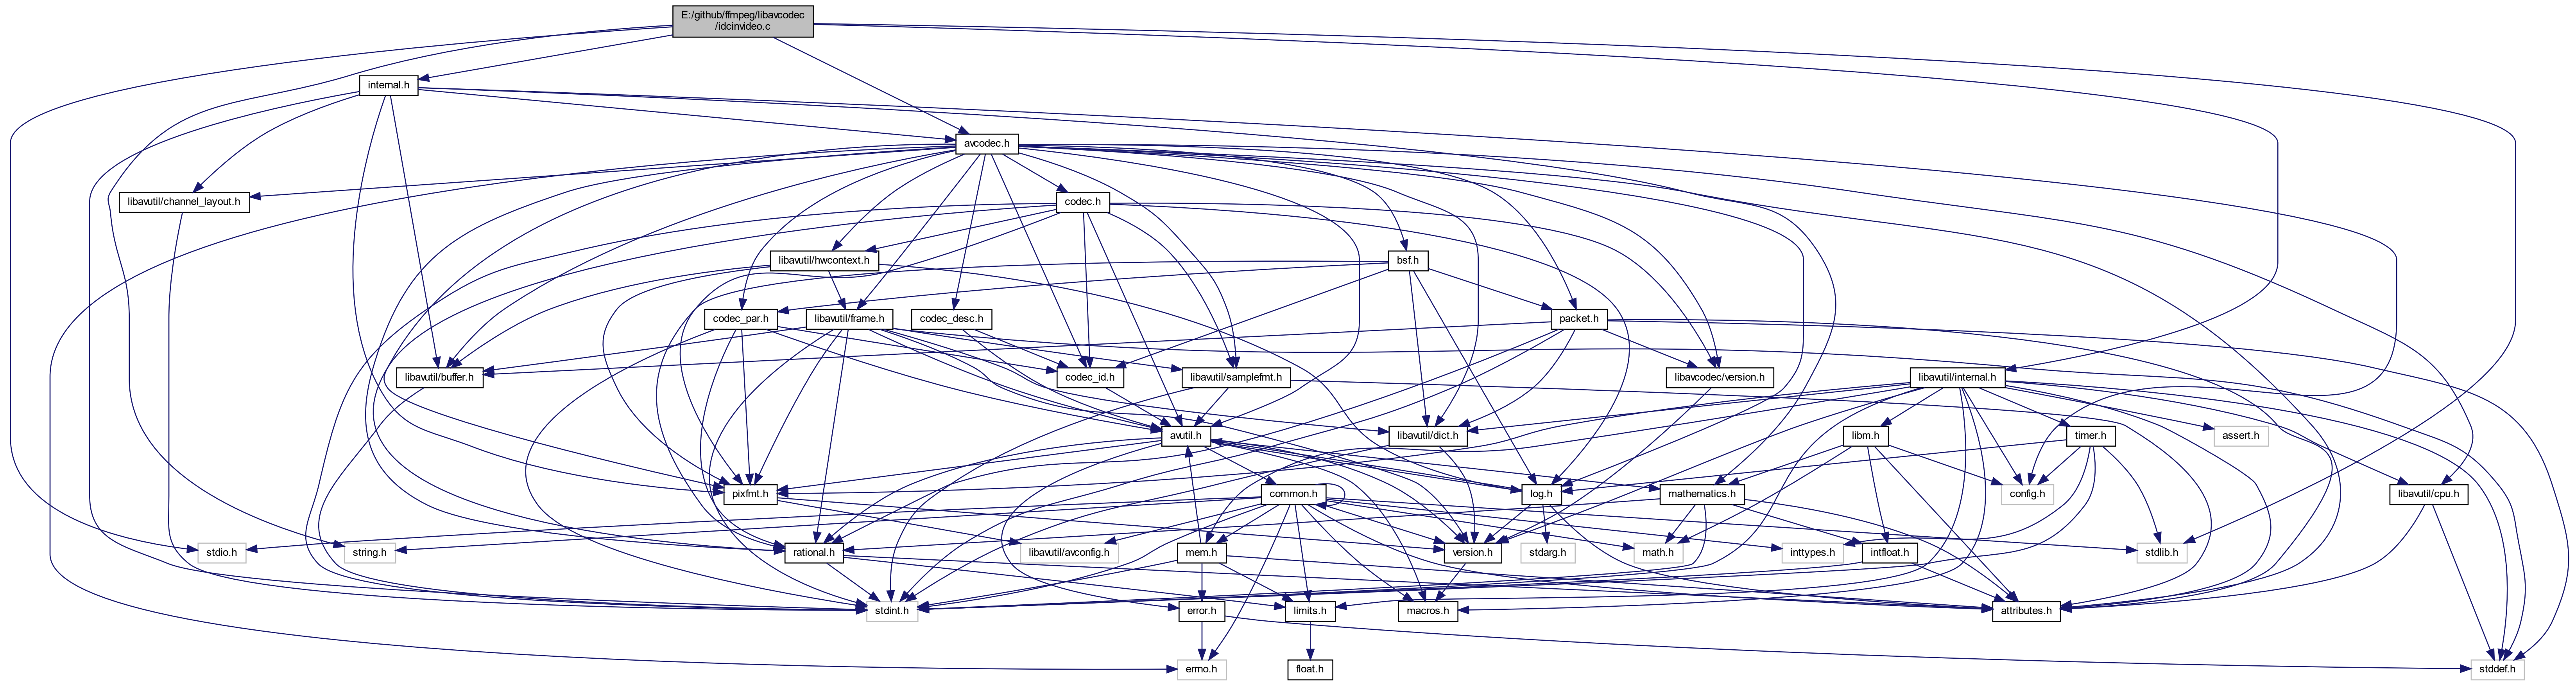 E:/github/ffmpeg/libavcodec
/idcinvideo.c
internal.h
avcodec.h
libavutil/channel_layout.h
codec.h
libavutil/hwcontext.h
bsf.h
codec_par.h
libavutil/frame.h
codec_desc.h
packet.h
libavutil/buffer.h
codec_id.h
libavutil/samplefmt.h
libavcodec/version.h
libavutil/internal.h
avutil.h
libavutil/dict.h
libm.h
timer.h
assert.h
pixfmt.h
common.h
log.h
mathematics.h
config.h
libavutil/cpu.h
stdio.h
string.h
rational.h
libavutil/avconfig.h
mem.h
version.h
stdarg.h
math.h
inttypes.h
intfloat.h
stdlib.h
stdint.h
error.h
limits.h
macros.h
attributes.h
errno.h
float.h
stddef.h